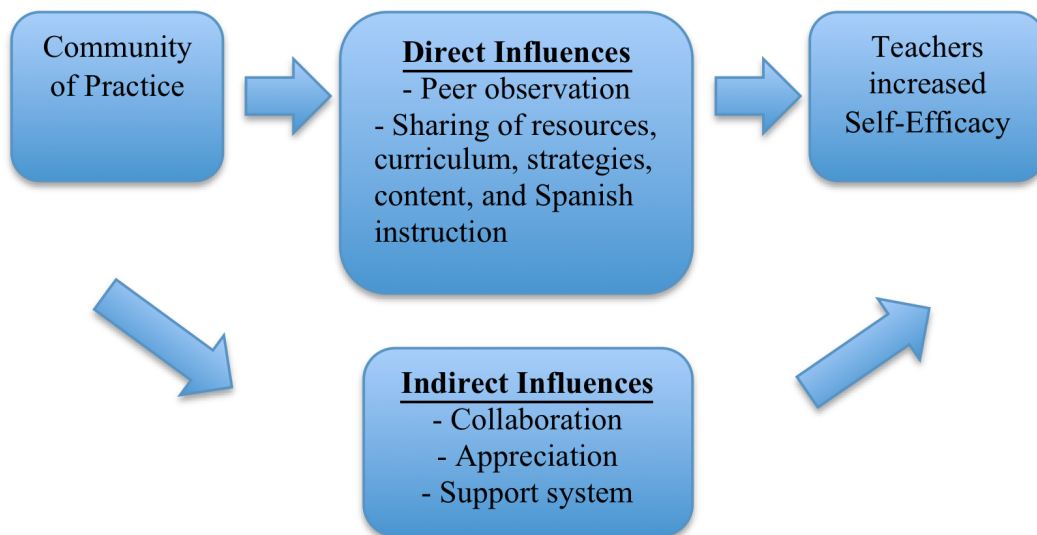 Community
of Practice
Direct Influences
- Peer observation
- Sharing of resources,
curriculum, strategies,
content, and Spanish
instruction
Teachers
increased
Self-Efficacy
Indirect Influences
- Collaboration
- Appreciation
- Support system